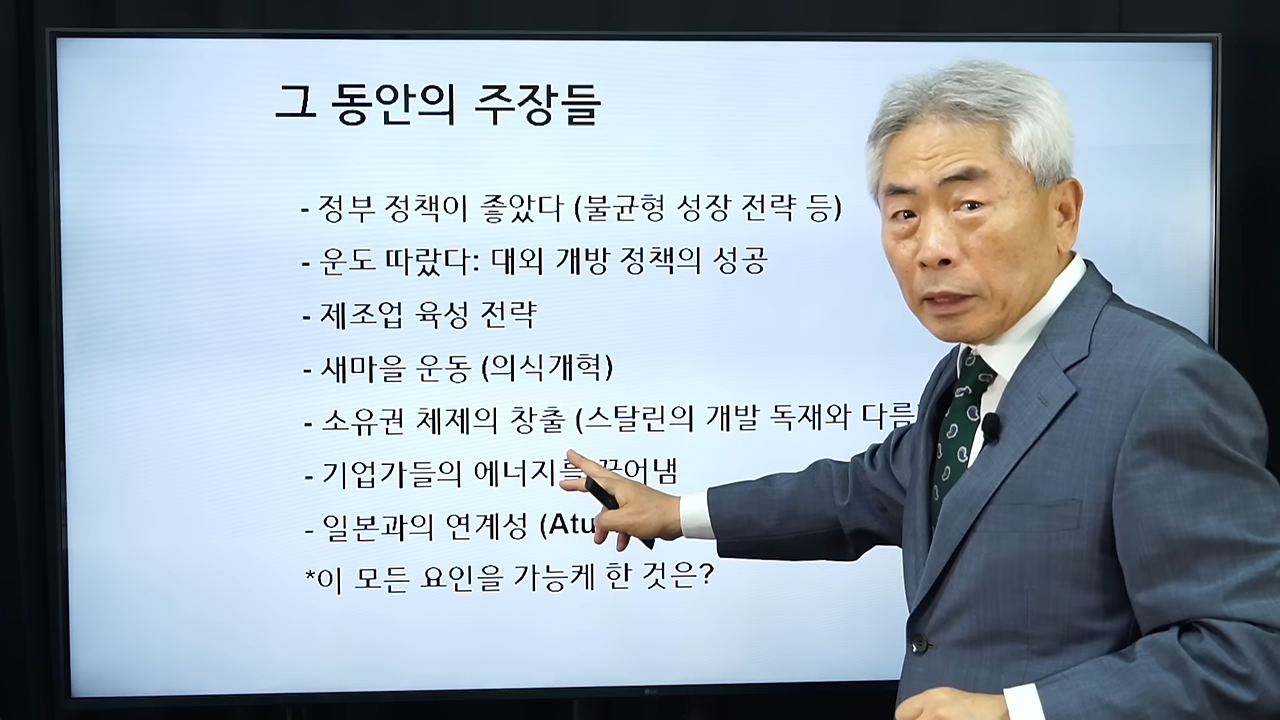 그 동안의 주장들
- 정부 정책이 좋았다 (불균형 성장 전략 등)
- 운도 따랐다: 대외 개방 정책의 성공
- 제조업 육성 전략
- 새마을 운동 (의식개혁)
- 소유권 체제의 창출 (스탈린의 개발 독재와 다름
- 기업가들의 에너지를 끌어냄
- 일본과의 연계성 (Atu
*이 모든 요인을 가능케 한 것은?
LG